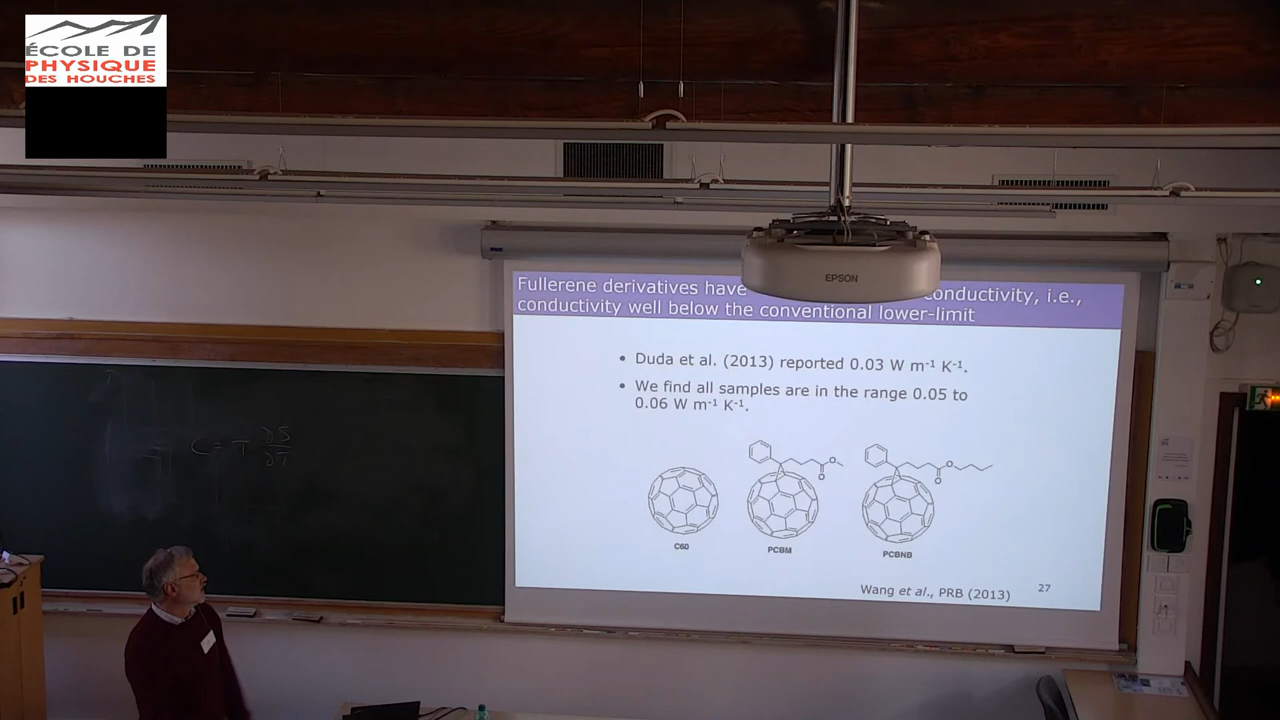 ÉCOLE DE
PHYSIQUE
DES HOUCHES
EPSON
Fullerene derivatives have conductivity, i.e.,
conductivity well below the conventional lower-limit
• Duda et al. (2013) reported 0.03 W m⁻¹ K⁻¹.
• We find all samples are in the range 0.05 to
0.06 W m⁻¹ K⁻¹.
O
O
O
O
C60
PCBM
PCBNB
Wang et al., PRB (2013)
27
C = T ∂S
∂T